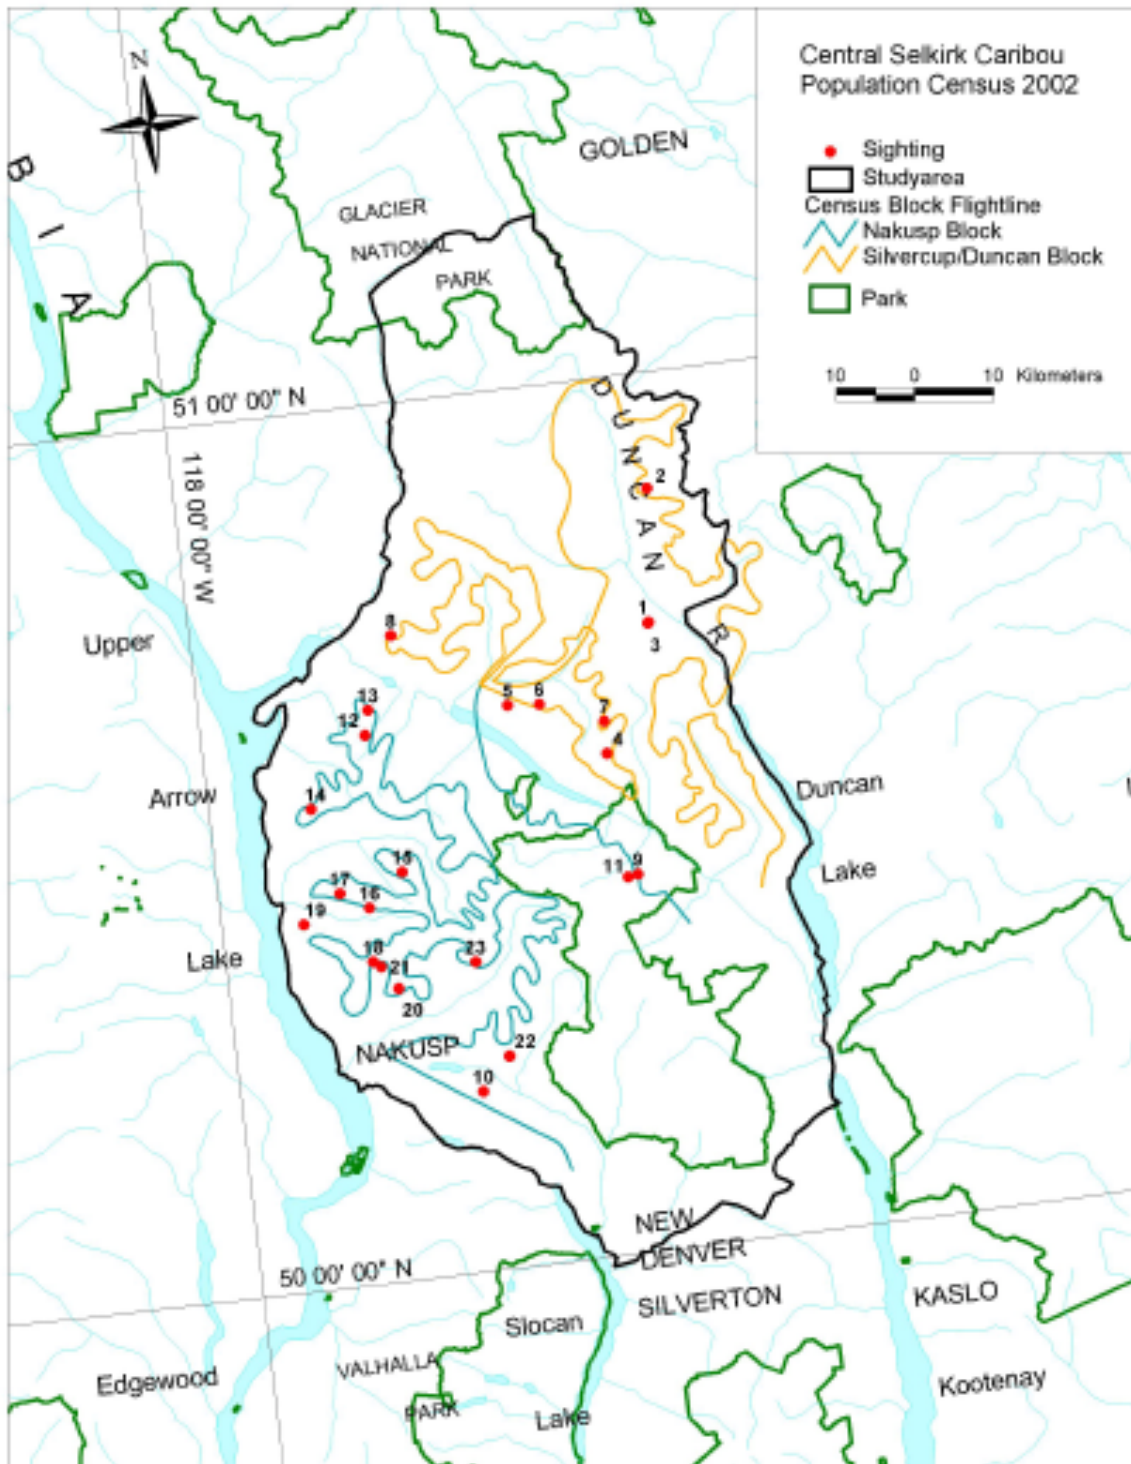 Central Selkirk Caribou
Population Census 2002
Sighting
Studyarea
Census Block Flightline
Nakusp Block
Silvercup/Duncan Block
Park
10 0 10 Kilometers
N
B I A
GOLDEN
GLACIER
NATIONAL
PARK
51 00' 00" N
118 00' 00" W
DUNCAN R
2
1
3
8
Upper
13
12
5 6
7
4
14
Arrow
Duncan
Lake
15
11 9
17
16
19
18
21
23
20
Lake
NAKUSP
22
10
NEW
DENVER
SILVERTON
50 00' 00" N
KASLO
Slocan
VALHALLA
PARK
Lake
Edgewood
Kootenay